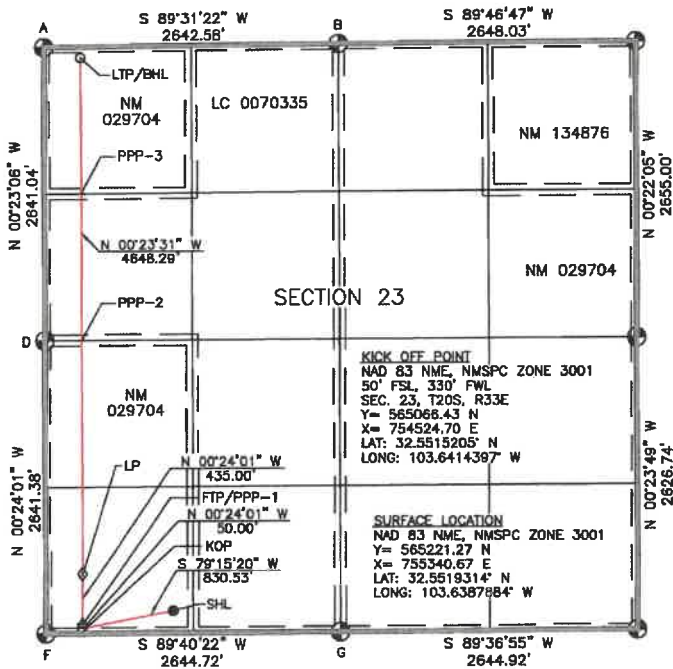 S 89°31'22" W
2642.58'
B
S 89°46'47" W
2648.03'
A
LTP/BHL
NM
029704
LC 0070335
NM 134876
PPP-3
N 00°23'06" W
2641.04'
N 00°22'05" W
2655.00'
N 00°23'31" W
4648.29'
NM 029704
SECTION 23
PPP-2
D
KICK OFF POINT
NAD 83 NME, NMSPC ZONE 3001
50' FSL, 330' FWL
SEC. 23, T20S, R33E
Y= 565066.43 N
X= 754524.70 E
LAT: 32.5515205° N
LONG: 103.6414397° W
NM
029704
LP
N 00°24'01" W
435.00'
FTP/PPP-1
N 00°24'01" W
50.00'
KOP
S 79°15'20" W
830.53'
SHL
N 00°24'01" W
2641.38'
N 00°23'49" W
2626.74'
SURFACE LOCATION
NAD 83 NME, NMSPC ZONE 3001
Y= 565221.27 N
X= 755340.67 E
LAT: 32.5519314° N
LONG: 103.6387884° W
F
S 89°40'22" W
2644.72'
G
S 89°36'55" W
2644.92'